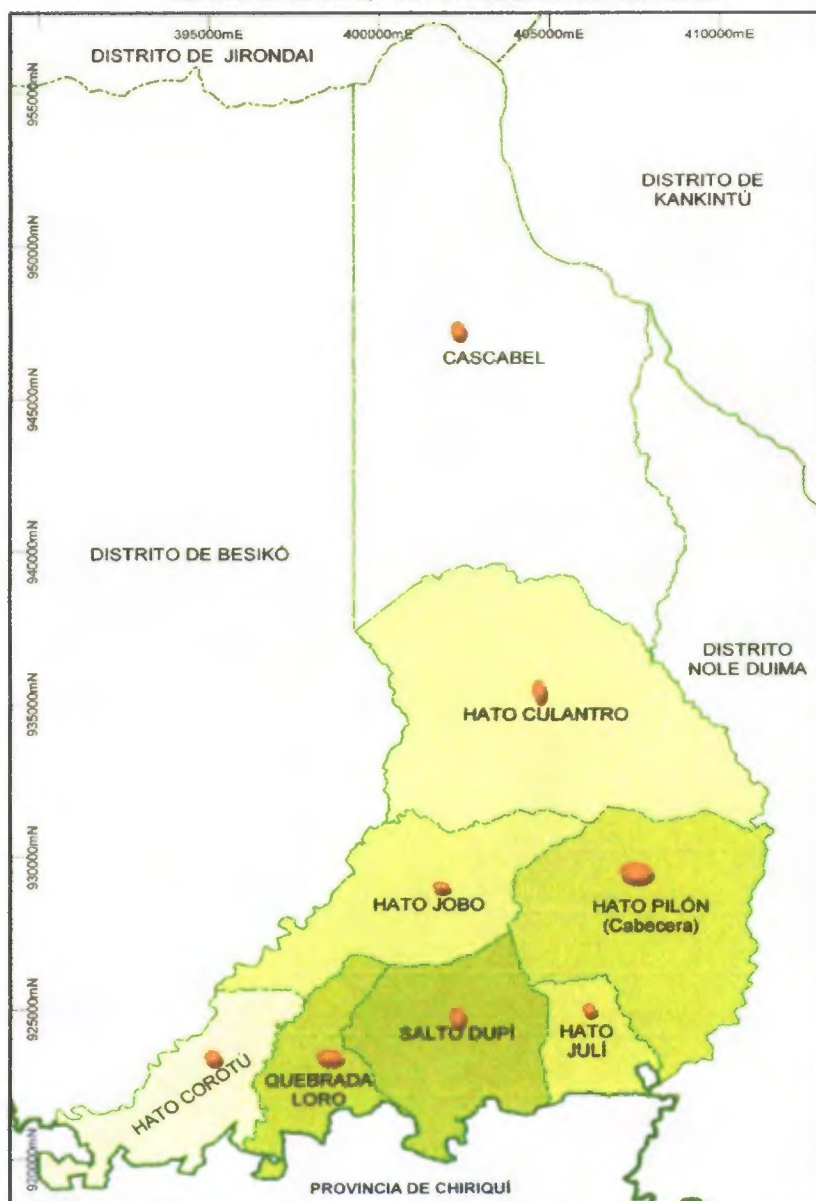 395000mE
400000mE
405000mE
410000mE
DISTRITO DE JIRONDAI
955000mN
DISTRITO DE
KANKINTÚ
950000mN
CASCABEL
945000mN
DISTRITO DE BESIKÓ
940000mN
DISTRITO
NOLE DUIMA
935000mN
HATO CULANTRO
930000mN
HATO JOBO
HATO PILÓN
(Cabecera)
925000mN
SALTO DUPÍ
HATO
JULÍ
HATO COROTÚ
QUEBRADA
LORO
920000mN
PROVINCIA DE CHIRIQUÍ